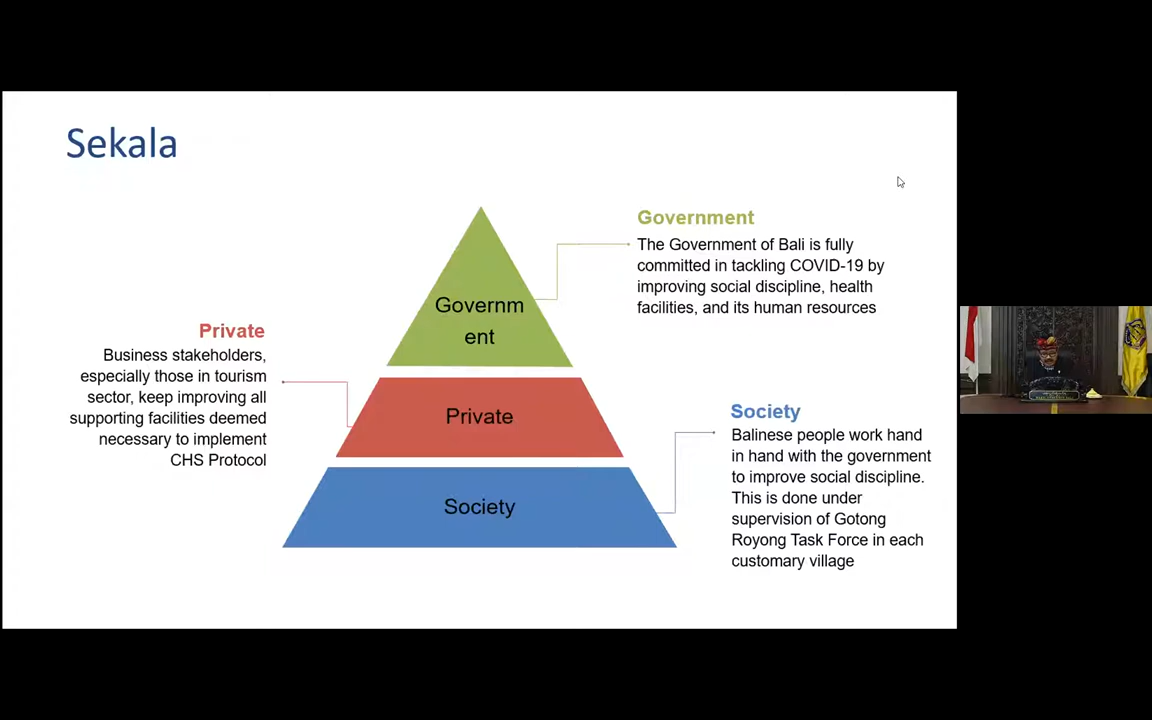 Sekala
Government
The Government of Bali is fully
committed in tackling COVID-19 by
improving social discipline, health
facilities, and its human resources
Governm
ent
Private
Business stakeholders,
especially those in tourism
sector, keep improving all
supporting facilities deemed
necessary to implement
CHS Protocol
Private
Society
Balinese people work hand
in hand with the government
to improve social discipline.
This is done under
supervision of Gotong
Royong Task Force in each
customary village
Society